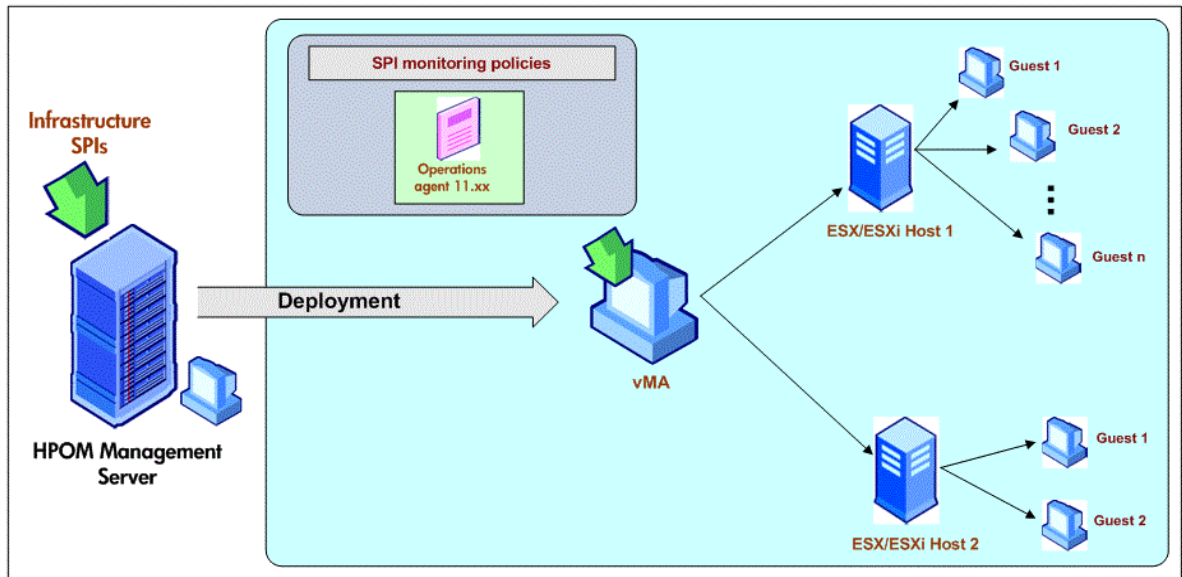 Infrastructure
SPIs
HPOM Management
Server
SPI monitoring policies
Operations
agent 11.xx
Deployment
vMA
ESX/ESXi Host 1
Guest 1
Guest 2
Guest n
ESX/ESXi Host 2
Guest 1
Guest 2